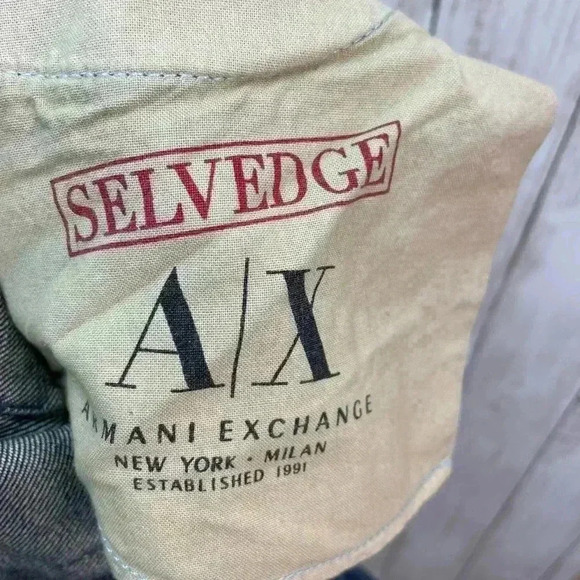 SELVEDGE
A/X
ARMANI EXCHANGE
NEW YORK · MILAN
ESTABLISHED 1991